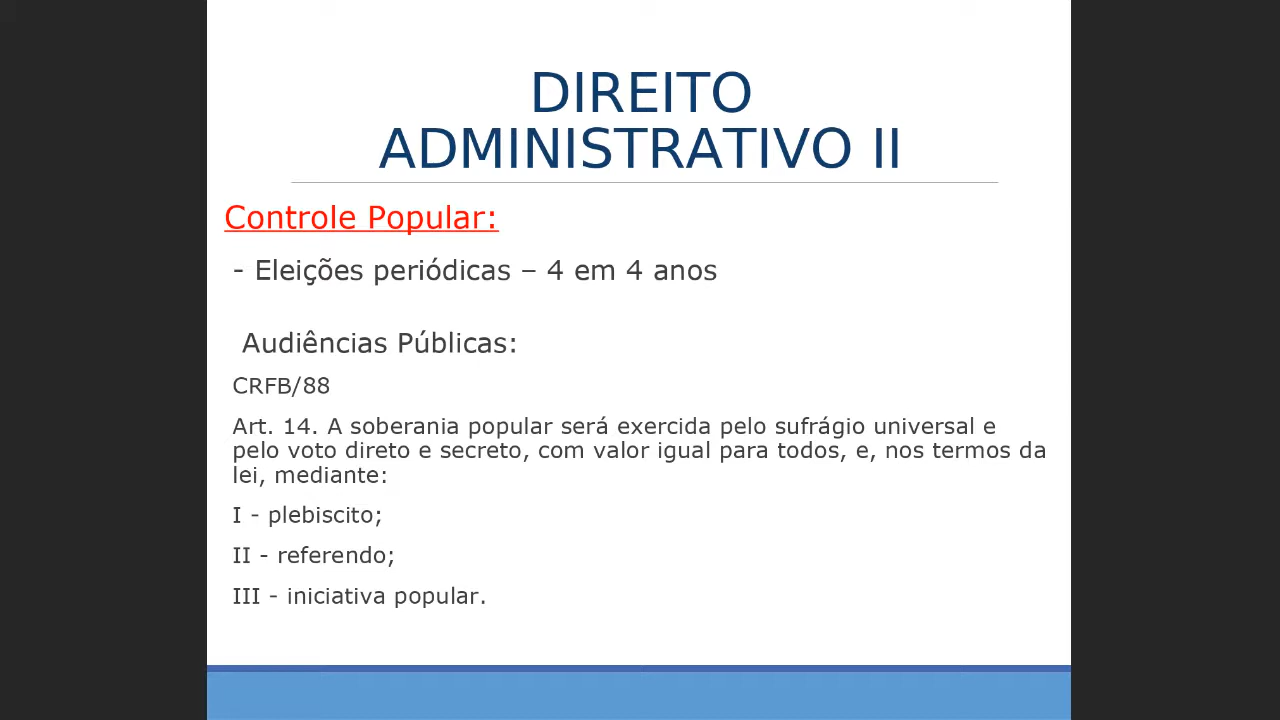 DIREITO
ADMINISTRATIVO II
Controle Popular:
- Eleições periódicas – 4 em 4 anos
Audiências Públicas:
CRFB/88
Art. 14. A soberania popular será exercida pelo sufrágio universal e
pelo voto direto e secreto, com valor igual para todos, e, nos termos da
lei, mediante:
I - plebiscito;
II - referendo;
III - iniciativa popular.